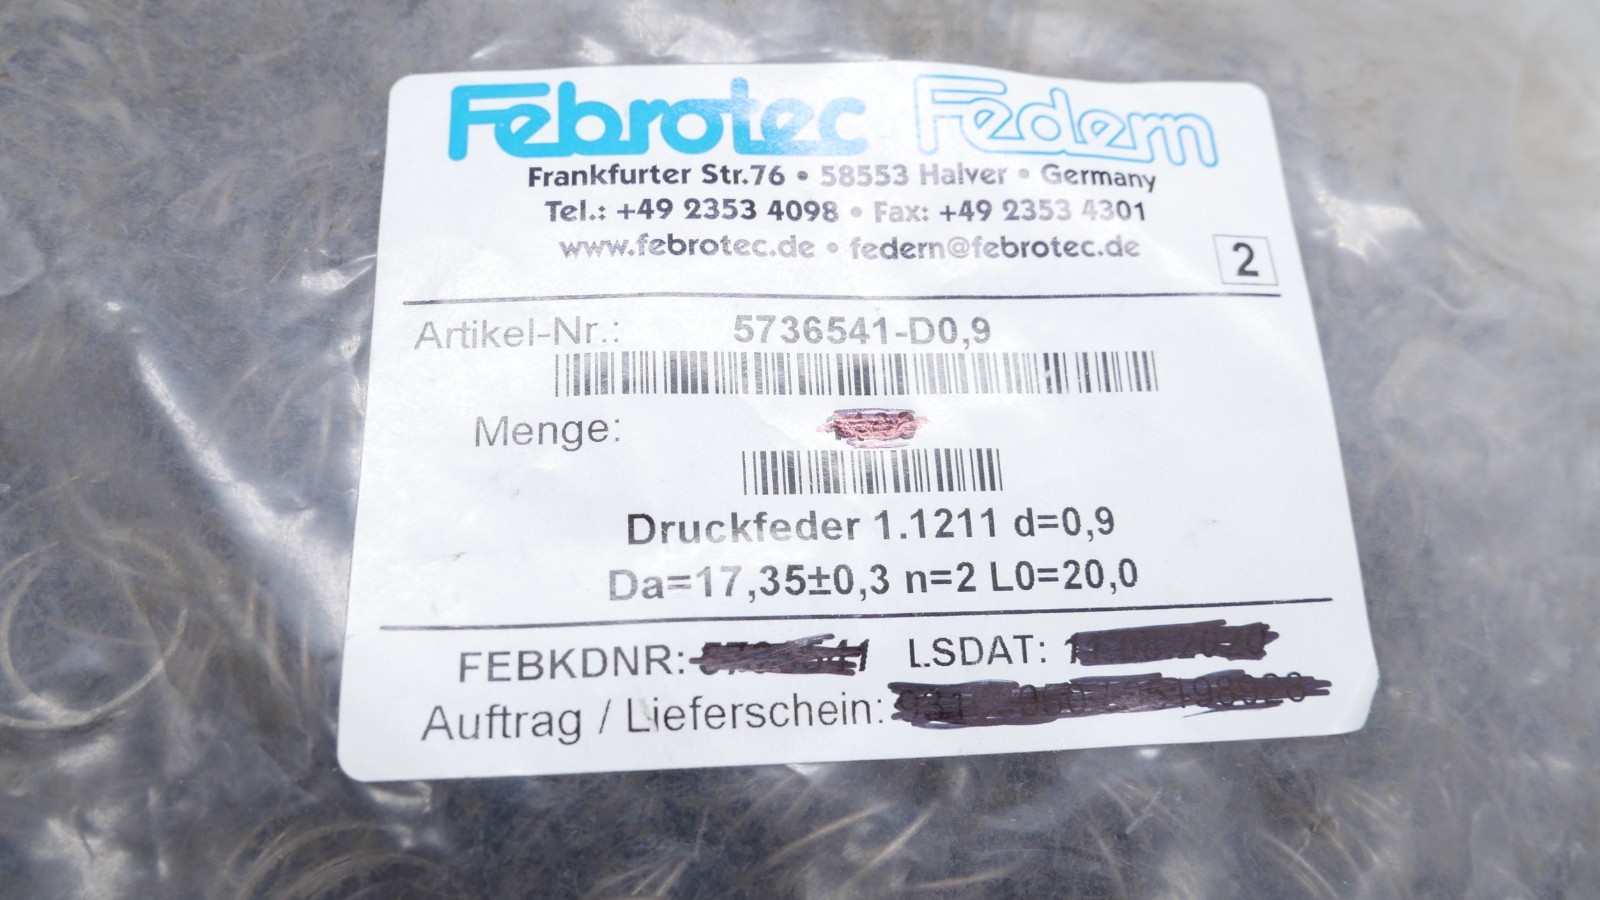 Febrotec Federn
Frankfurter Str.76 • 58553 Halver • Germany
Tel.: +49 2353 4098 • Fax: +49 2353 4301
www.febrotec.de • federn@febrotec.de
2
Artikel-Nr.: 5736541-D0,9
Menge:
Druckfeder 1.1211 d=0,9
Da=17,35±0,3 n=2 L0=20,0
FEBKDNR: LSDAT:
Auftrag / Lieferschein: